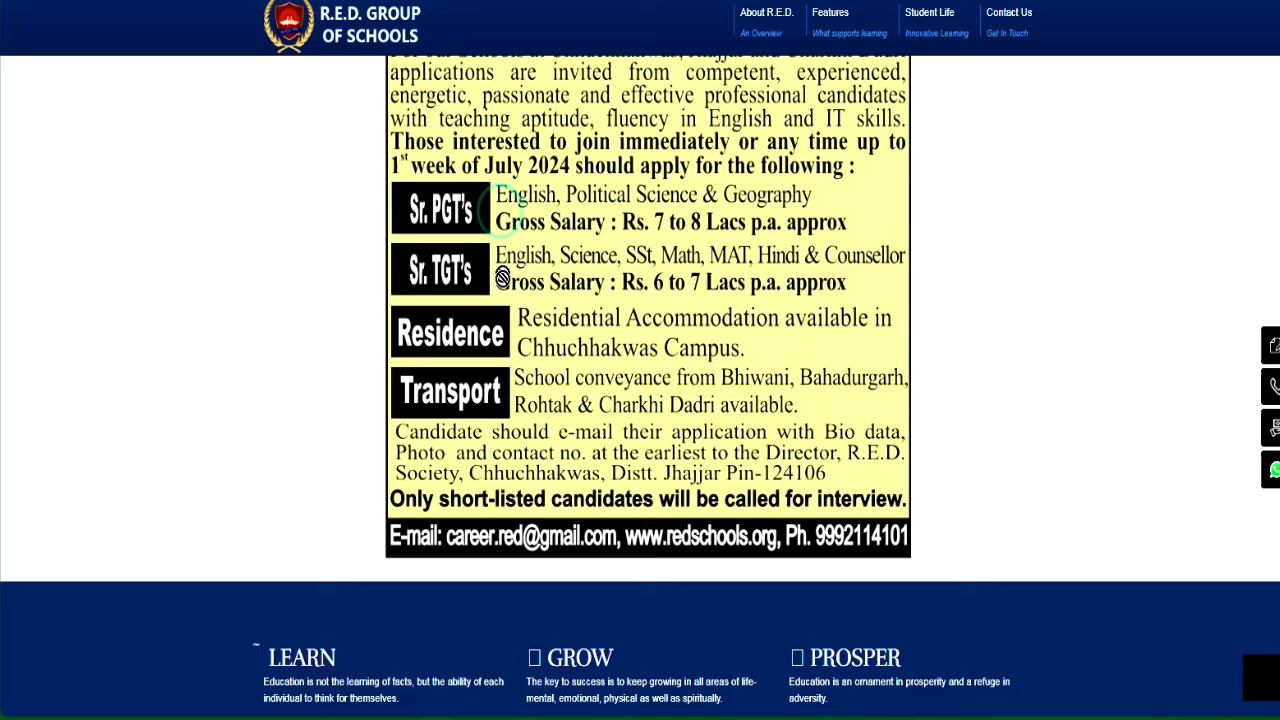 R.E.D. GROUP
OF SCHOOLS
About R.E.D.
An Overview
Features
What supports learning
Student Life
Innovative Learning
Contact Us
Get In Touch
applications are invited from competent, experienced,
energetic, passionate and effective professional candidates
with teaching aptitude, fluency in English and IT skills.
Those interested to join immediately or any time up to
1st week of July 2024 should apply for the following :
Sr. PGT's English, Political Science & Geography
Gross Salary : Rs. 7 to 8 Lacs p.a. approx
Sr. TGT's English, Science, SSt, Math, MAT, Hindi & Counsellor
Gross Salary : Rs. 6 to 7 Lacs p.a. approx
Residence Residential Accommodation available in
Chhuchhakwas Campus.
Transport School conveyance from Bhiwani, Bahadurgarh,
Rohtak & Charkhi Dadri available.
Candidate should e-mail their application with Bio data,
Photo and contact no. at the earliest to the Director, R.E.D.
Society, Chhuchhakwas, Distt. Jhajjar Pin-124106
Only short-listed candidates will be called for interview.
E-mail: career.red@gmail.com, www.redschools.org, Ph. 9992114101
LEARN
Education is not the learning of facts, but the ability of each
individual to think for themselves.
GROW
The key to success is to keep growing in all areas of life-
mental, emotional, physical as well as spiritually.
PROSPER
Education is an ornament in prosperity and a refuge in
adversity.